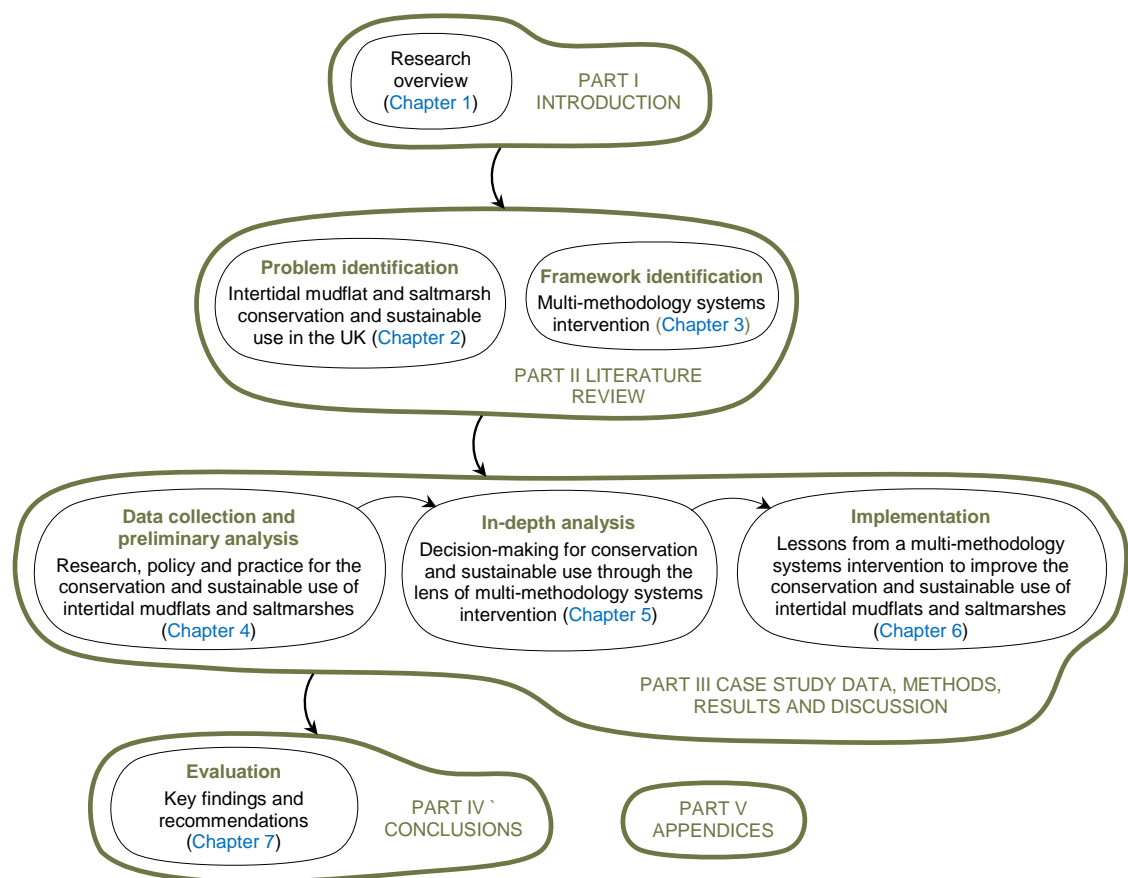 Research
overview
(Chapter 1)
PART I
INTRODUCTION
Problem identification
Intertidal mudflat and saltmarsh
conservation and sustainable
use in the UK (Chapter 2)
Framework identification
Multi-methodology systems
intervention (Chapter 3)
PART II LITERATURE
REVIEW
Data collection and
preliminary analysis
Research, policy and practice for the
conservation and sustainable use of
intertidal mudflats and saltmarshes
(Chapter 4)
In-depth analysis
Decision-making for conservation
and sustainable use through the
lens of multi-methodology systems
intervention (Chapter 5)
Implementation
Lessons from a multi-methodology
systems intervention to improve the
conservation and sustainable use of
intertidal mudflats and saltmarshes
(Chapter 6)
PART III CASE STUDY DATA, METHODS,
RESULTS AND DISCUSSION
Evaluation
Key findings and
recommendations
(Chapter 7)
PART IV `
CONCLUSIONS
PART V
APPENDICES